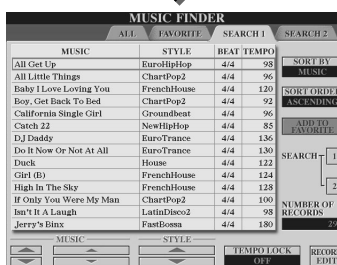 MUSIC FINDER
ALL FAVORITE SEARCH 1 SEARCH 2
MUSIC STYLE BEAT TEMPO
All Get Up EuroHipHop 4/4 98
All Little Things ChartPop2 4/4 96
Baby I Love Loving You FrenchHouse 4/4 120
Boy, Get Back To Bed ChartPop2 4/4 92
California Single Girl Groundbeat 4/4 96
Catch 22 NewHipHop 4/4 85
D,J Daddy EuroTrance 4/4 136
Do It Now Or Not At All EuroTrance 4/4 130
Duck House 4/4 122
Girl (B) FrenchHouse 4/4 124
High In The Sky FrenchHouse 4/4 128
If Only You Were My Man ChartPop2 4/4 100
Isn't It A Laugh LatinDisco2 4/4 98
Jerry's Binx FastBossa 4/4 180
SORT BY
MUSIC
SORT ORDER
ASCENDING
ADD TO
FAVORITE
SEARCH 1
2
NUMBER OF
RECORDS
MUSIC STYLE
TEMPO LOCK
OFF
RECORD
EDIT